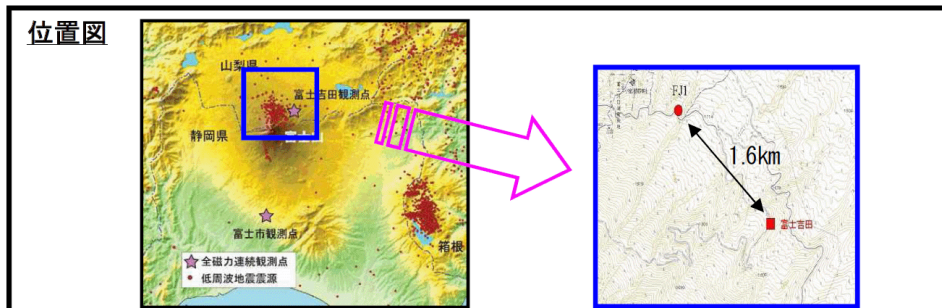 位置図
山梨県
富士吉田観測点
静岡県
富士市観測点
箱根
全磁力連続観測点
低周波地震震源
FJ1
1.6km
富士吉田